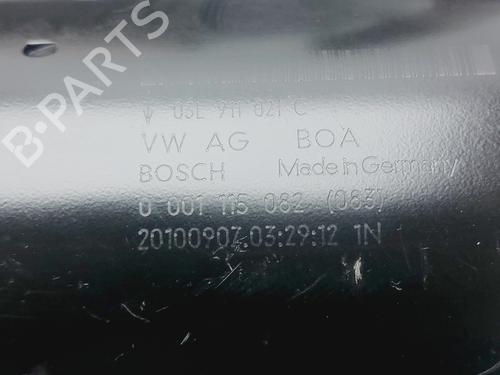 B-PARTS
V 03L 911 021 C
VW AG BOA
BOSCH Made in Germany
0 001 115 082 (083)
20100907 03:29:12 1N